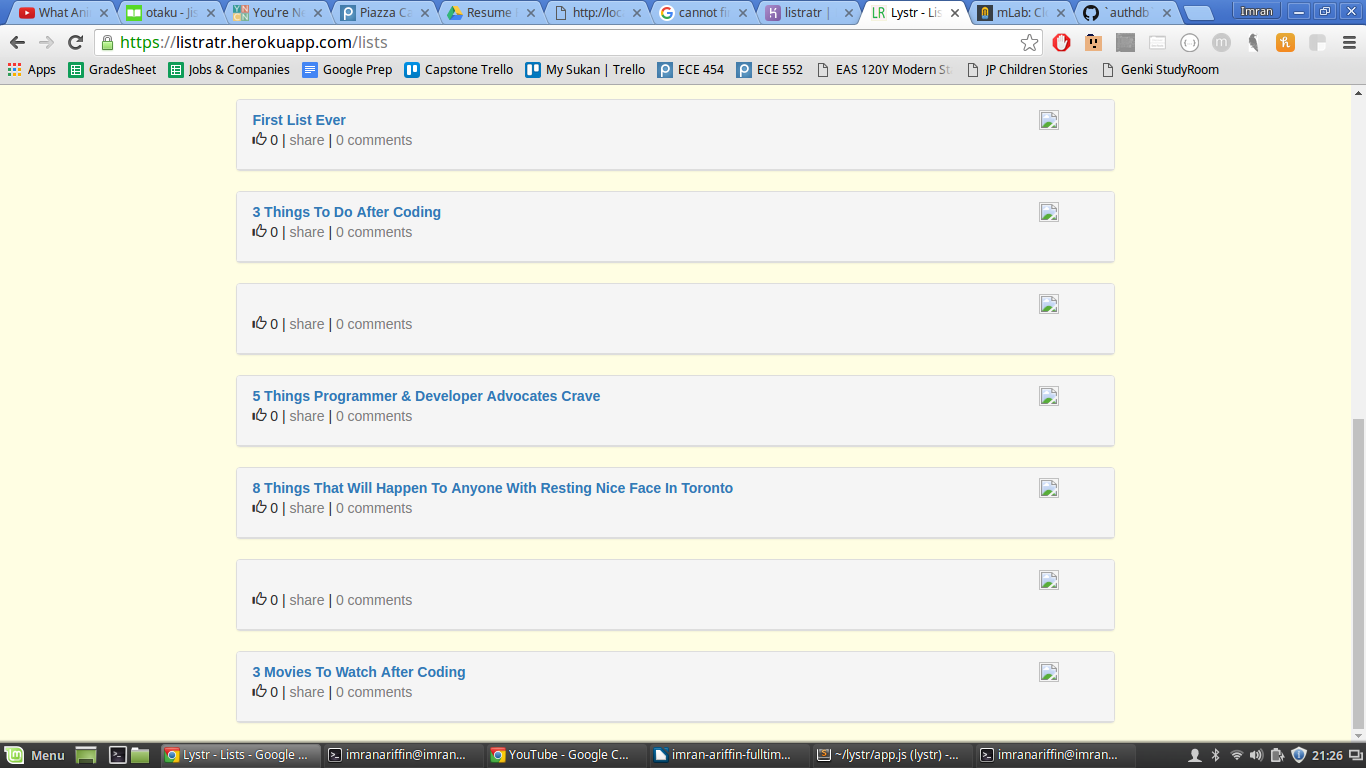 What Ani
otaku - Jis
You're No
Piazza Ca
Resume
http://loc
cannot fi
listratr
Lystr - Lis
mLab: Cl
`authdb`
Imran
https://listratr.herokuapp.com/lists
Apps
GradeSheet
Jobs & Companies
Google Prep
Capstone Trello
My Sukan | Trello
ECE 454
ECE 552
EAS 120Y Modern St
JP Children Stories
Genki StudyRoom
First List Ever
0 | share | 0 comments
3 Things To Do After Coding
0 | share | 0 comments
0 | share | 0 comments
5 Things Programmer & Developer Advocates Crave
0 | share | 0 comments
8 Things That Will Happen To Anyone With Resting Nice Face In Toronto
0 | share | 0 comments
0 | share | 0 comments
3 Movies To Watch After Coding
0 | share | 0 comments
Menu
Lystr - Lists - Google ...
imranariffin@imran...
YouTube - Google C...
imran-ariffin-fulltim...
~/lystr/app.js (lystr) -...
imranariffin@imran...
21:26